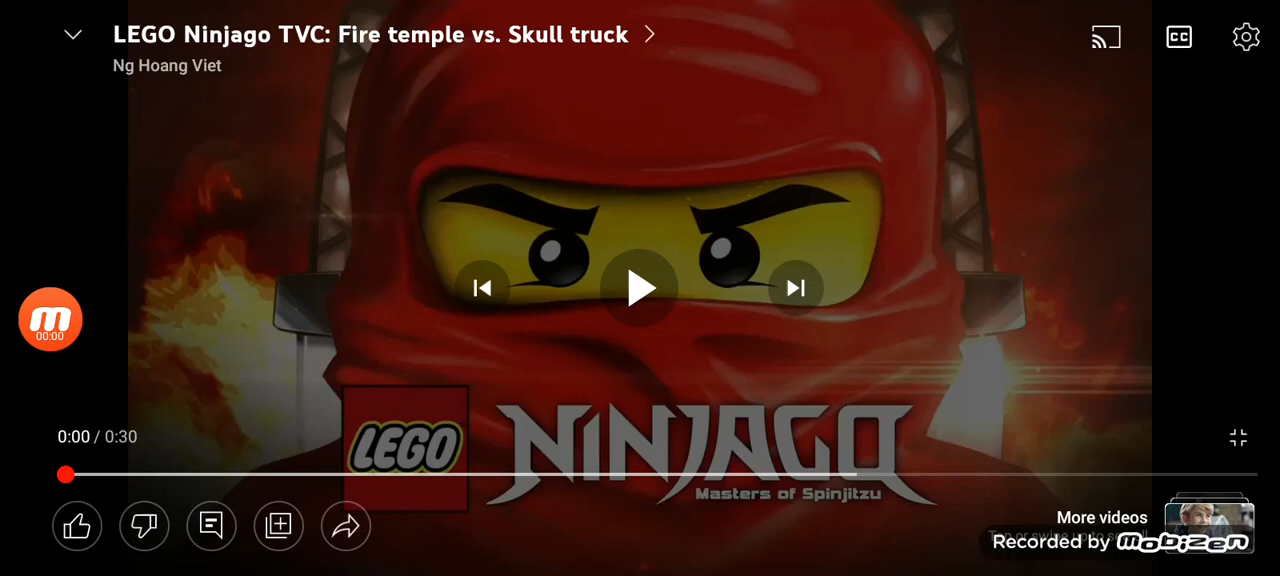 LEGO Ninjago TVC: Fire temple vs. Skull truck
Ng Hoang Viet
CC
m
00:00
0:00 / 0:30
LEGO
NINJAGO
Masters of Spinjitzu
More videos
Recorded by mobizen